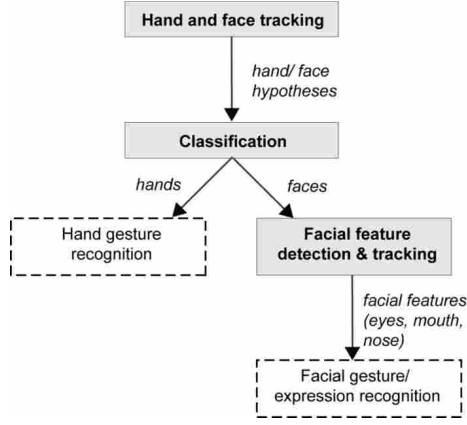 Hand and face tracking
hand/ face
hypotheses
Classification
hands
faces
Hand gesture
recognition
Facial feature
detection & tracking
facial features
(eyes, mouth,
nose)
Facial gesture/
expression recognition